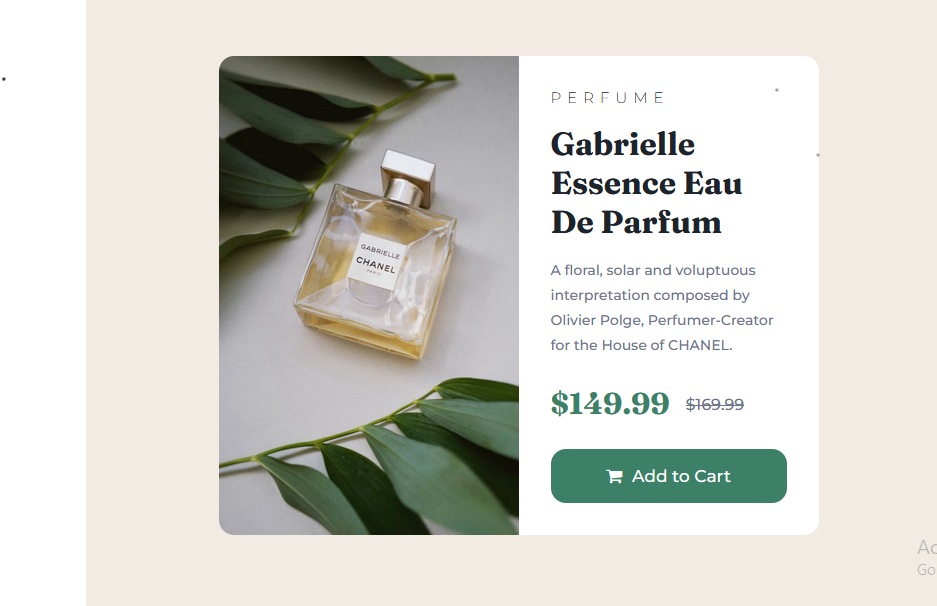 PERFUME
Gabrielle
Essence Eau
De Parfum
A floral, solar and voluptuous
interpretation composed by
Olivier Polge, Perfumer-Creator
for the House of CHANEL.
$149.99 $169.99
Add to Cart
GABRIELLE
CHANEL
PARIS
Go